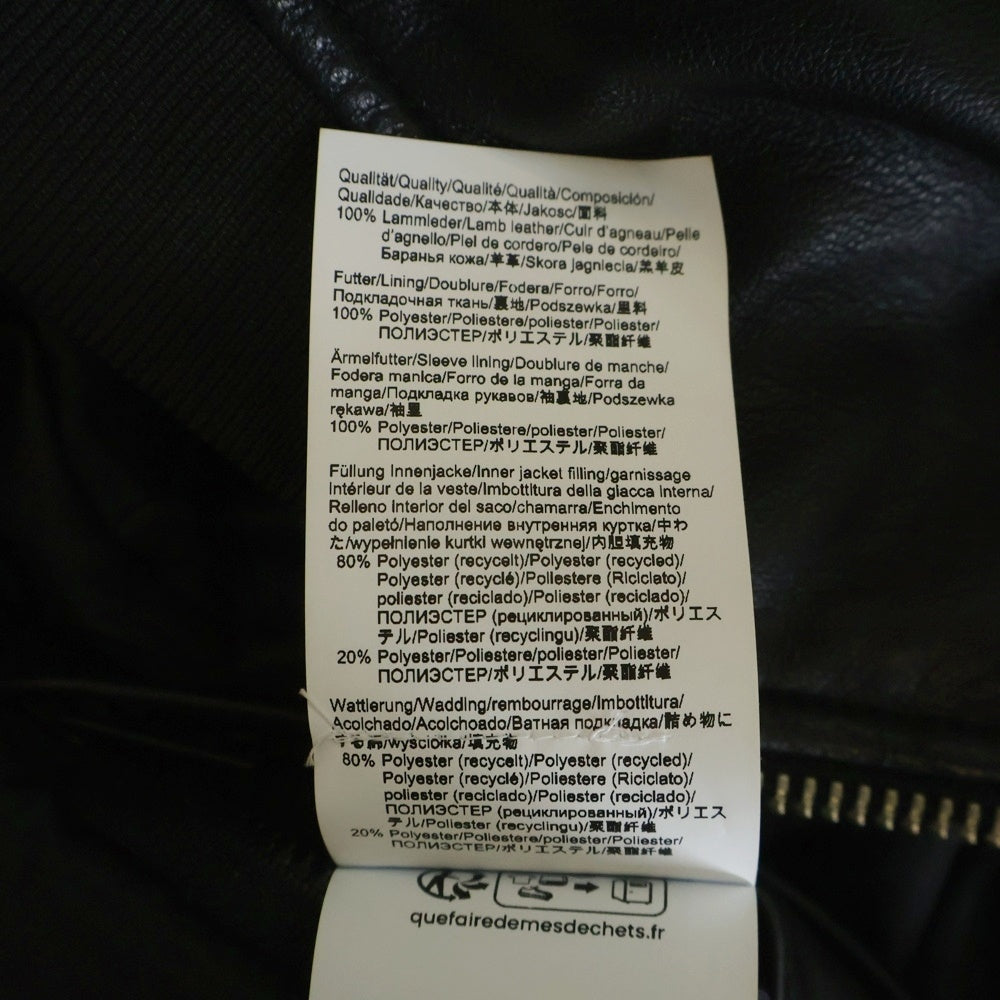 Qualität/Quality/Qualité/Qualità/Composición/
Qualidade/Качество/本体/Jakosc/面料
100% Lammleder/Lamb leather/Cuir d'agneau/Pelle
d'agnello/Piel de cordero/Pele de cordeiro/
Баранья кожа/羊革/Skora jagniecia/羔羊皮
Futter/Lining/Doublure/Fodera/Forro/Forro/
Подкладочная ткань/裏地/Podszewka/里料
100% Polyester/Poliestere/poliester/Poliester/
ПОЛИЭСТЕР/ポリエステル/聚酯纤维
Ärmelfutter/Sleeve lining/Doublure de manche/
Fodera manica/Forro de la manga/Forra da
manga/Подкладка рукавов/袖裏地/Podszewka
rękawa/袖里
100% Polyester/Poliestere/poliester/Poliester/
ПОЛИЭСТЕР/ポリエステル/聚酯纤维
Füllung Innenjacke/Inner jacket filling/garnissage
intérieur de la veste/Imbottitura della giacca interna/
Relleno interior del saco/chamarra/Enchimento
do paletó/Наполнение внутренняя куртка/中わ
た/wypełnienie kurtki wewnętrznej/内胆填充物
80% Polyester (recycelt)/Polyester (recycled)/
Polyester (recyclé)/Poliestere (Riciclato)/
poliester (reciclado)/Poliester (reciclado)/
ПОЛИЭСТЕР (рециклированный)/ポリエス
テル/Poliester (recyclingu)/聚酯纤维
20% Polyester/Poliestere/poliester/Poliester/
ПОЛИЭСТЕР/ポリエステル/聚酯纤维
Wattierung/Wadding/rembourrage/Imbottitura/
Acolchado/Acolchoado/Ватная подкладка/詰め物に
する綿/wyściółka/填充物
80% Polyester (recycelt)/Polyester (recycled)/
Polyester (recyclé)/Poliestere (Riciclato)/
poliester (reciclado)/Poliester (reciclado)/
ПОЛИЭСТЕР (рециклированный)/ポリエス
テル/Poliester (recyclingu)/聚酯纤维
20% Polyester/Poliestere/poliester/Poliester/
ПОЛИЭСТЕР/ポリエステル/聚酯纤维
quefairedemesdechets.fr